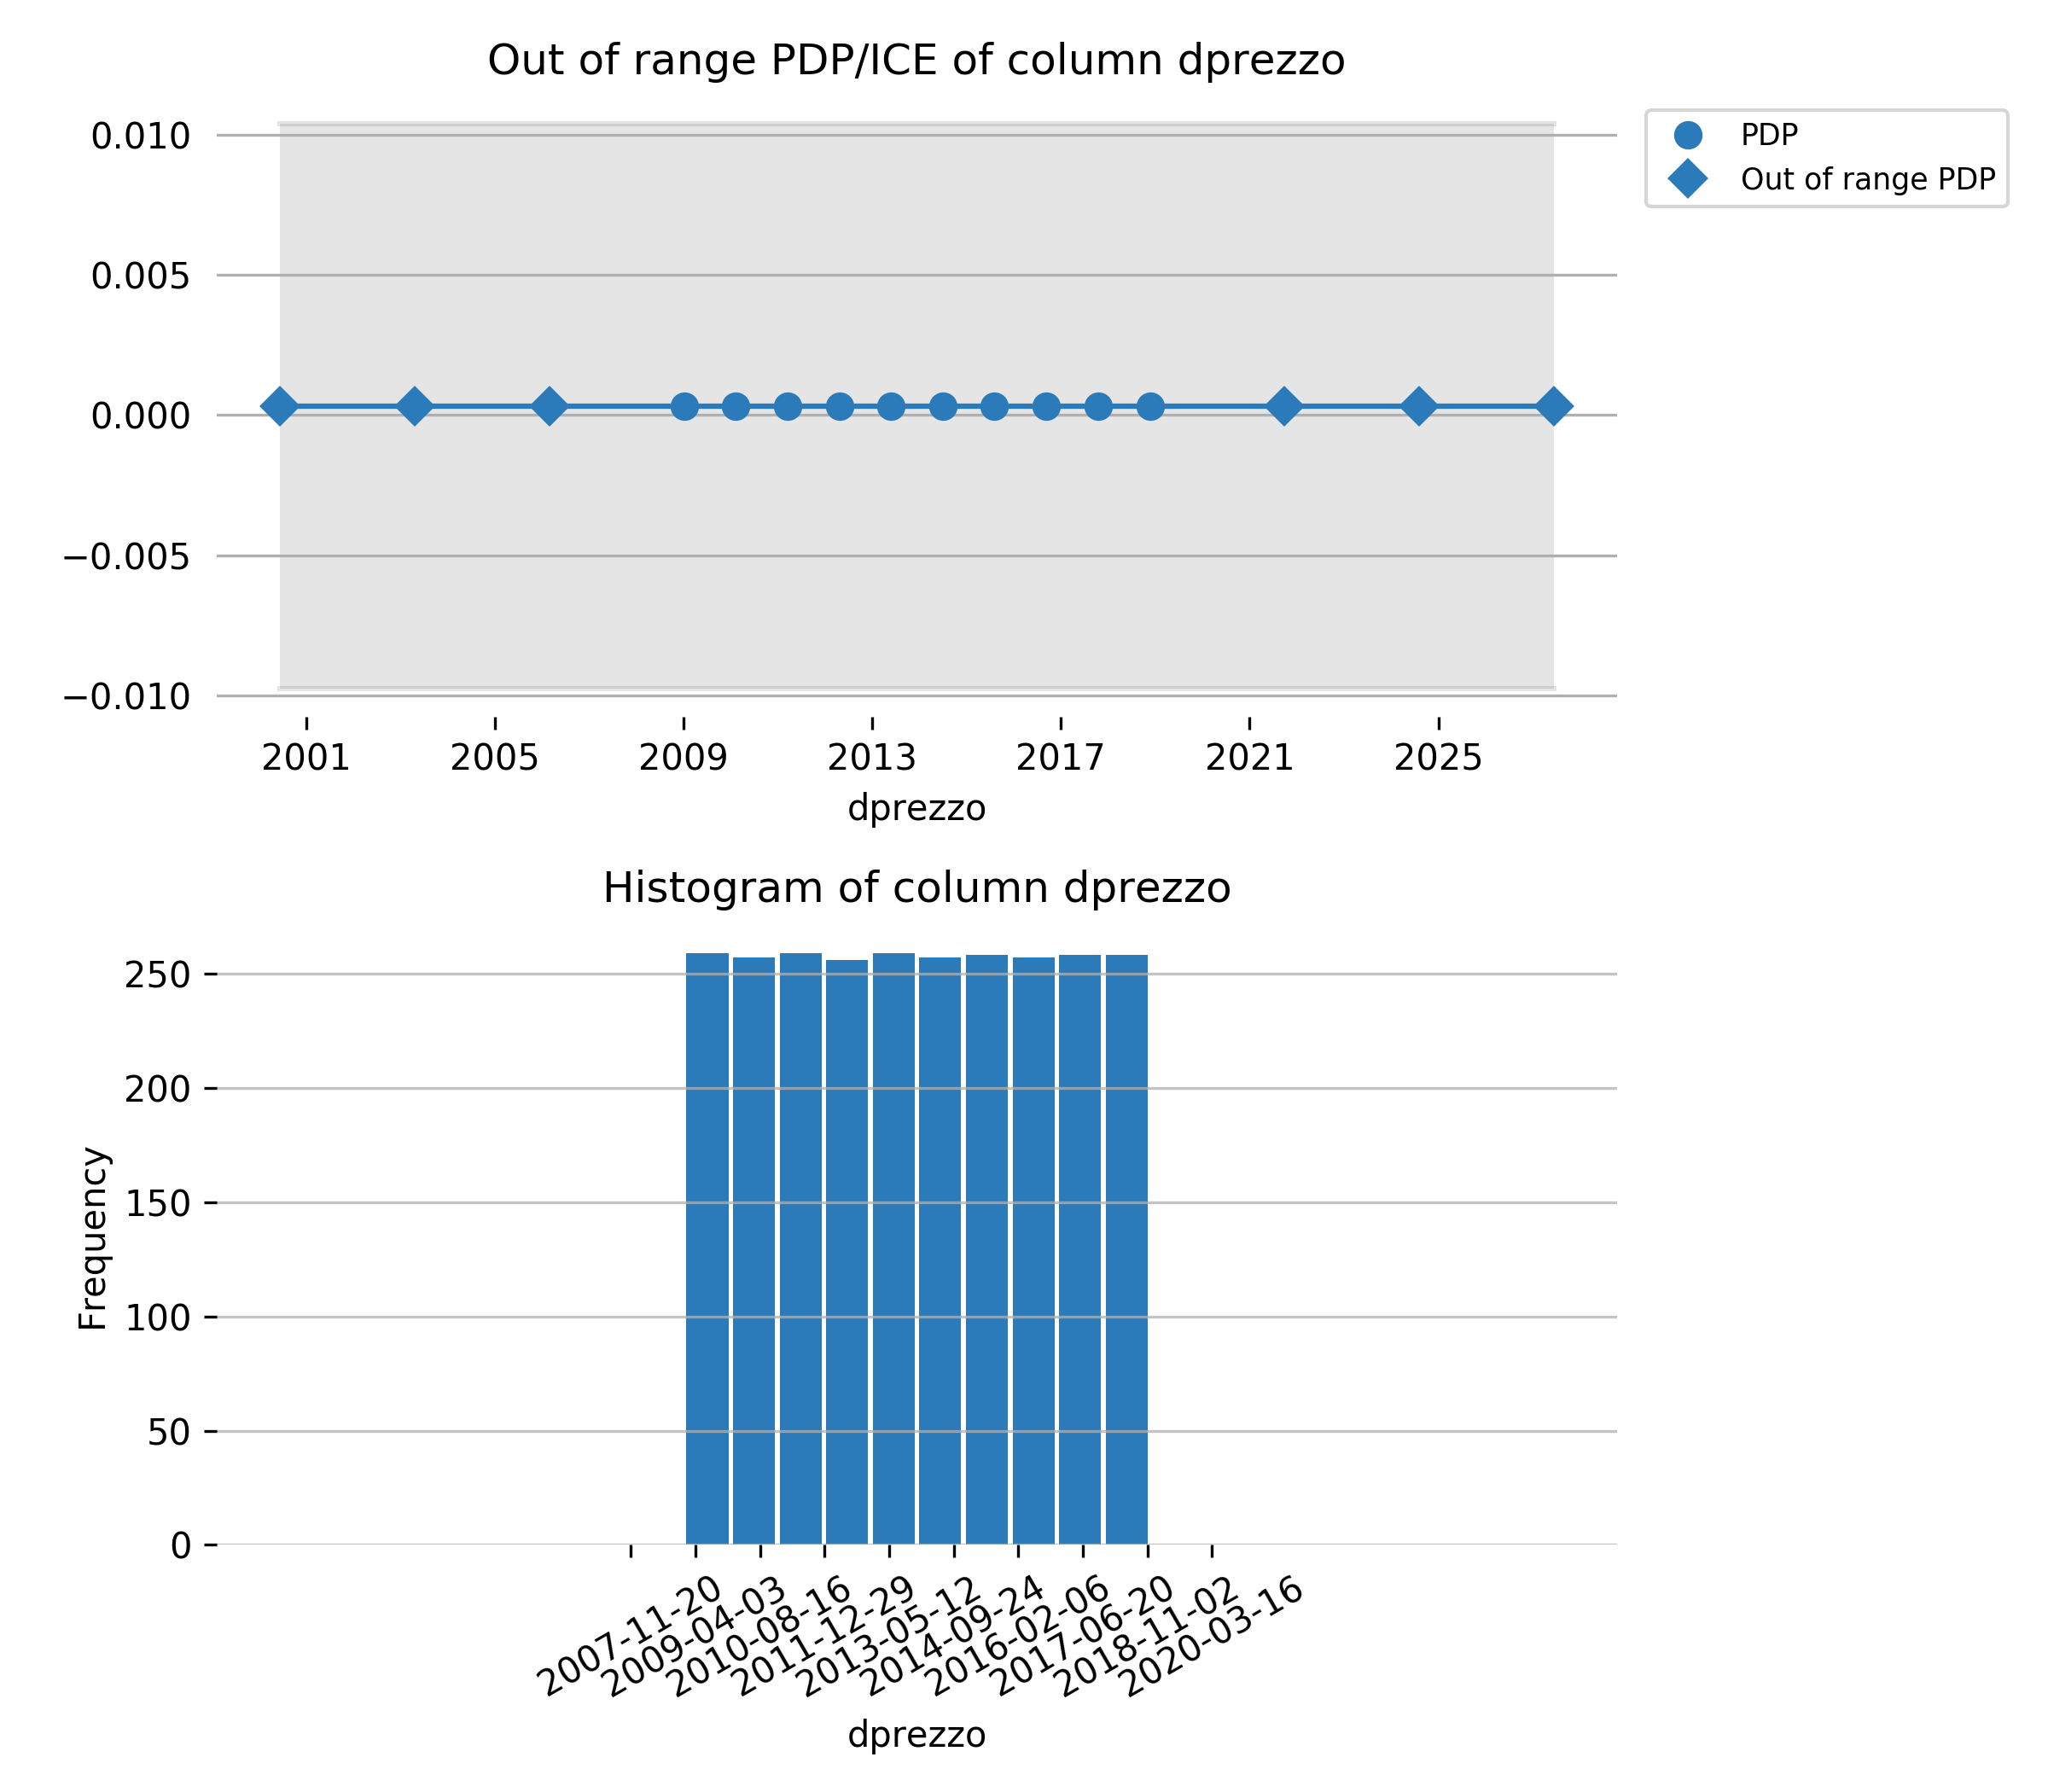 Out of range PDP/ICE of column dprezzo
PDP
Out of range PDP
0.010
0.005
0.000
−0.005
−0.010
2001 2005 2009 2013 2017 2021 2025
dprezzo
Histogram of column dprezzo
250
200
150
100
50
0
Frequency
2007-11-20
2009-04-03
2010-08-16
2011-12-29
2013-05-12
2014-09-24
2016-02-06
2017-06-20
2018-11-02
2020-03-16
dprezzo